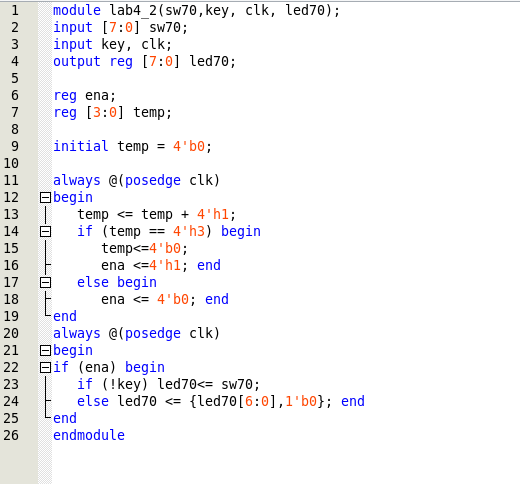 1 module lab4_2(sw70,key, clk, led70);
2 input [7:0] sw70;
3 input key, clk;
4 output reg [7:0] led70;
5
6 reg ena;
7 reg [3:0] temp;
8
9 initial temp = 4'b0;
10
11 always @(posedge clk)
12 begin
13 temp <= temp + 4'h1;
14 if (temp == 4'h3) begin
15 temp<=4'b0;
16 ena <=4'h1; end
17 else begin
18 ena <= 4'b0; end
19 end
20 always @(posedge clk)
21 begin
22 if (ena) begin
23 if (!key) led70<= sw70;
24 else led70 <= {led70[6:0],1'b0}; end
25 end
26 endmodule